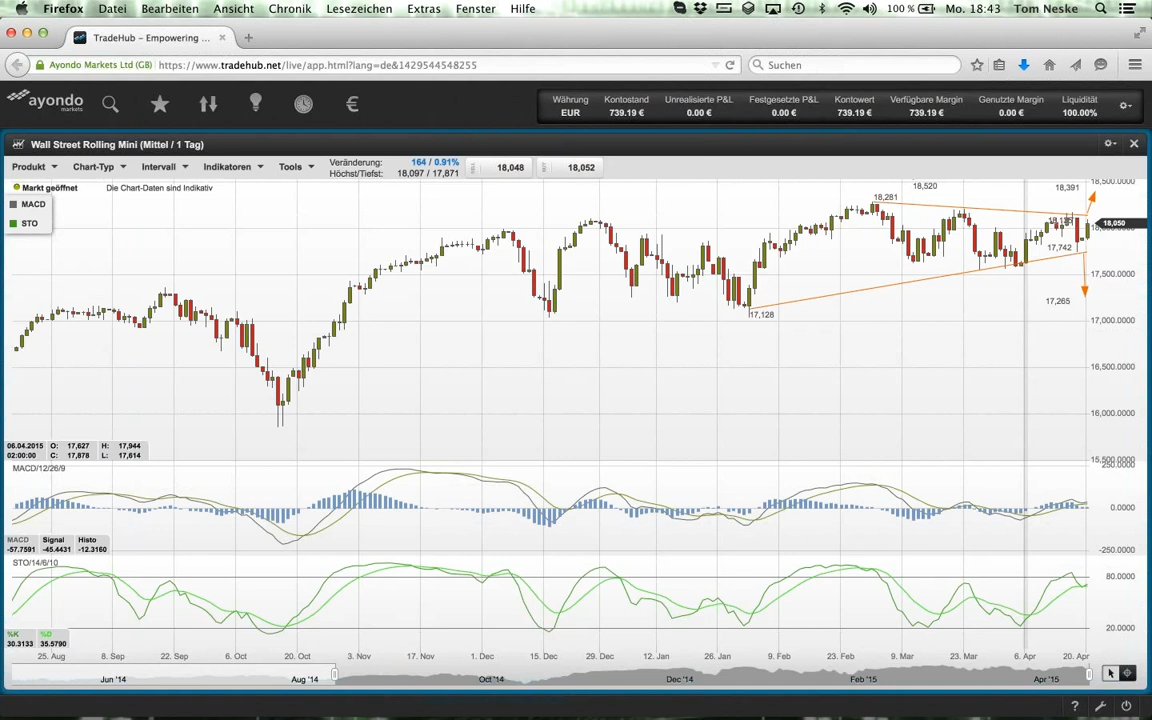 Firefox Datei Bearbeiten Ansicht Chronik Lesezeichen Extras Fenster Hilfe 100 % Mo. 18:43 Tom Neske
TradeHub – Empowering ...
Ayondo Markets Ltd (GB) https://www.tradehub.net/live/app.html?lang=de&1429544548255 Suchen
ayondo markets
Währung Kontostand Unrealisierte P&L Festgesetzte P&L Kontowert Verfügbare Margin Genutzte Margin Liquidität
EUR 739.19 € 0.00 € 0.00 € 739.19 € 739.19 € 0.00 € 100.00%
Wall Street Rolling Mini (Mittel / 1 Tag)
Produkt Chart-Typ Intervall Indikatoren Tools
Veränderung: 164 / 0.91%
Höchst/Tiefst: 18,097 / 17,871
18,048 18,052
Markt geöffnet Die Chart-Daten sind Indikativ
MACD
STO
18,281 18,520 18,391
17,742
17,265
17,128
18,500.0000
18,050
17,500.0000
17,000.0000
16,500.0000
16,000.0000
15,500.0000
06.04.2015 O: 17,627 H: 17,944
02:00:00 C: 17,878 L: 17,614
MACD/12/26/9
250.0000
0.0000
-250.0000
MACD Signal Histo
-57.7591 -45.4431 -12.3160
STO/14/6/10
80.0000
20.0000
%K %D
30.3133 35.5790
25. Aug 8. Sep 22. Sep 6. Oct 20. Oct 3. Nov 17. Nov 1. Dec 15. Dec 29. Dec 12. Jan 26. Jan 9. Feb 23. Feb 9. Mar 23. Mar 6. Apr 20. Apr
Jun '14 Aug '14 Oct '14 Dec '14 Feb '15 Apr '15